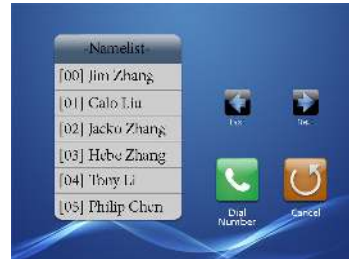 -Namelist-
[00] Jim Zhang
[01] Calo Liu
[02] Jacko Zhang
[03] Hebe Zhang
[04] Tony Li
[05] Philip Chen
Dial
Number
Cancel